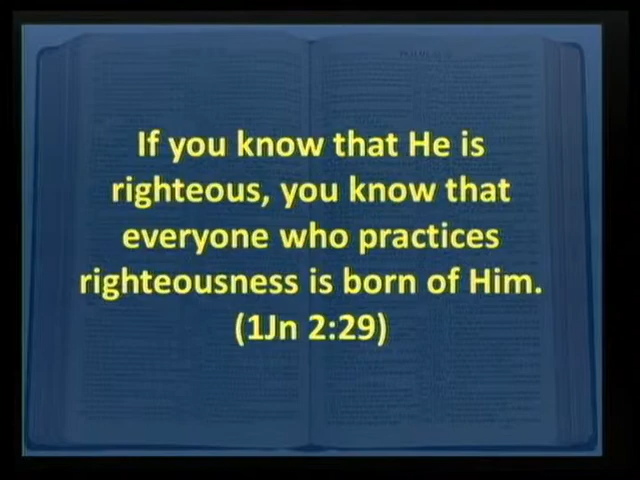 If you know that He is
righteous, you know that
everyone who practices
righteousness is born of Him.
(1Jn 2:29)